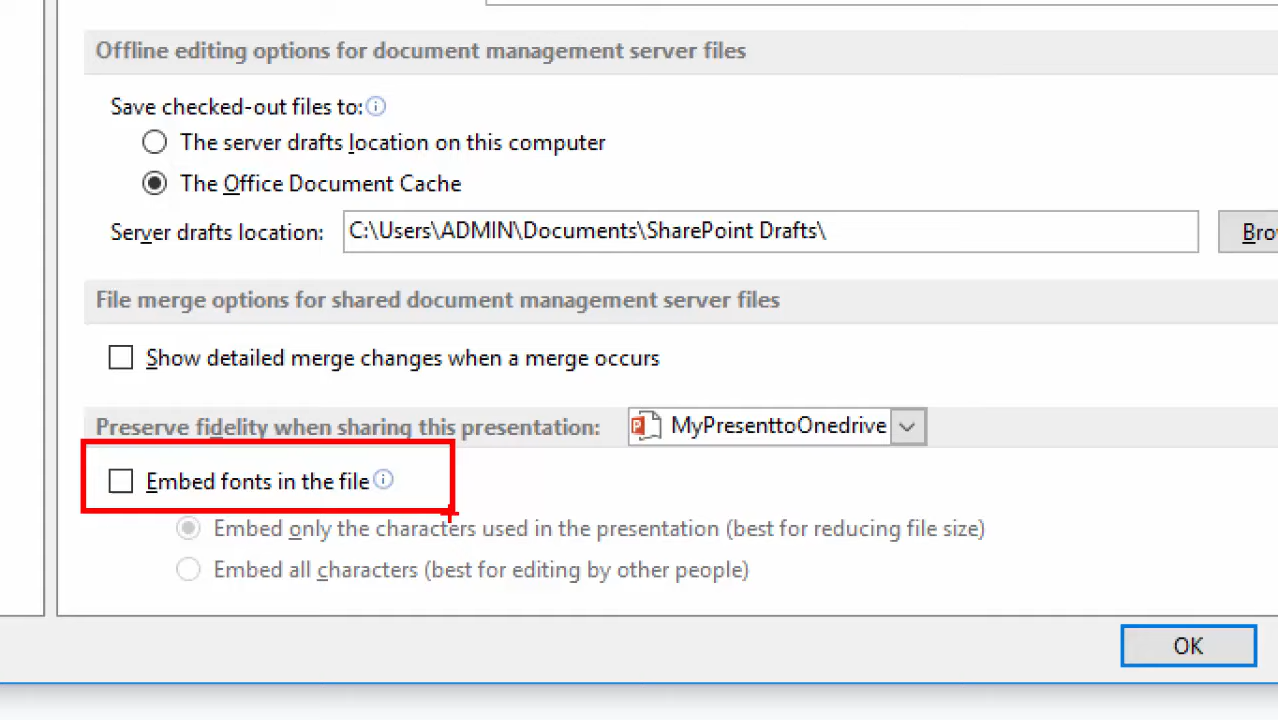 Offline editing options for document management server files
Save checked-out files to:
The server drafts location on this computer
The Office Document Cache
Server drafts location: C:\Users\ADMIN\Documents\SharePoint Drafts\ Bro
File merge options for shared document management server files
Show detailed merge changes when a merge occurs
Preserve fidelity when sharing this presentation: MyPresenttoOnedrive
Embed fonts in the file
Embed only the characters used in the presentation (best for reducing file size)
Embed all characters (best for editing by other people)
OK